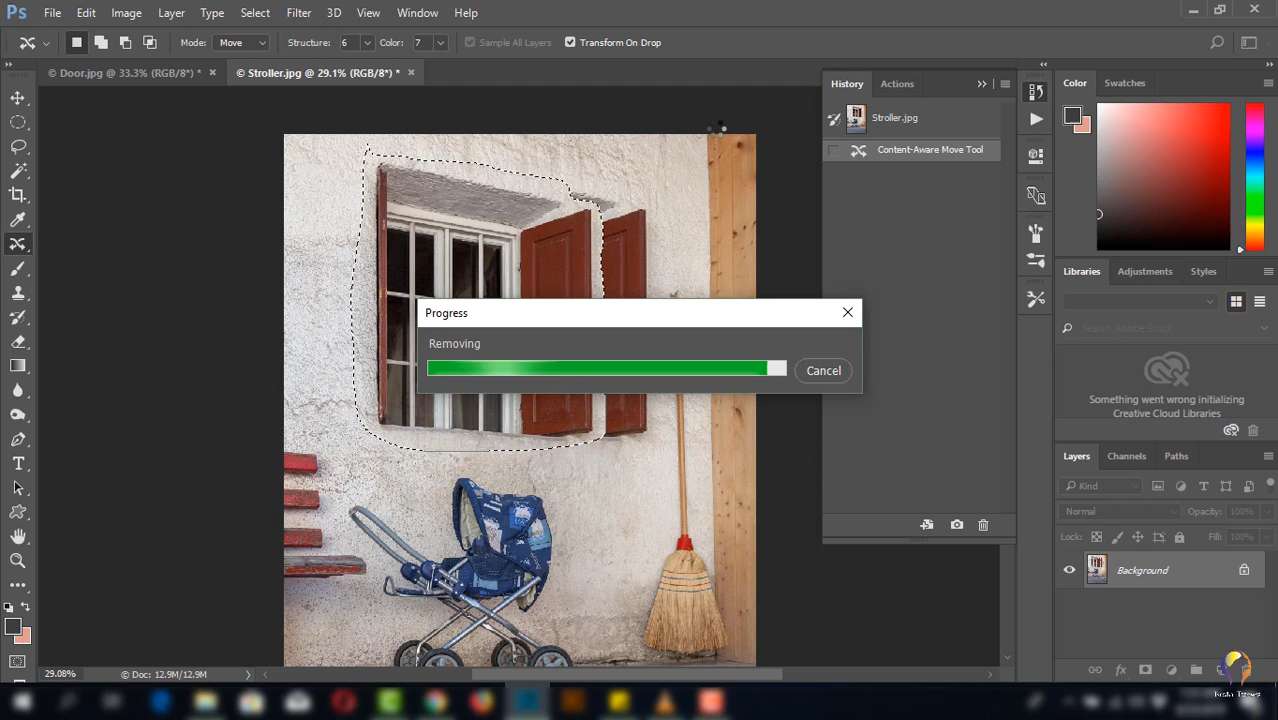 Ps File Edit Image Layer Type Select Filter 3D View Window Help
Mode: Move Structure: 6 Color: 7 Sample All Layers Transform On Drop
© Door.jpg @ 33.3% (RGB/8*) * × © Stroller.jpg @ 29.1% (RGB/8*) * ×
History Actions
Stroller.jpg
Content-Aware Move Tool
Color Swatches
Libraries Adjustments Styles
Search Adobe Stock
Something went wrong initializing
Creative Cloud Libraries
Progress
Removing
Cancel
Layers Channels Paths
Kind
Normal Opacity: 100%
Lock: Fill: 100%
Background
29.08% © Doc: 12.9M/12.9M